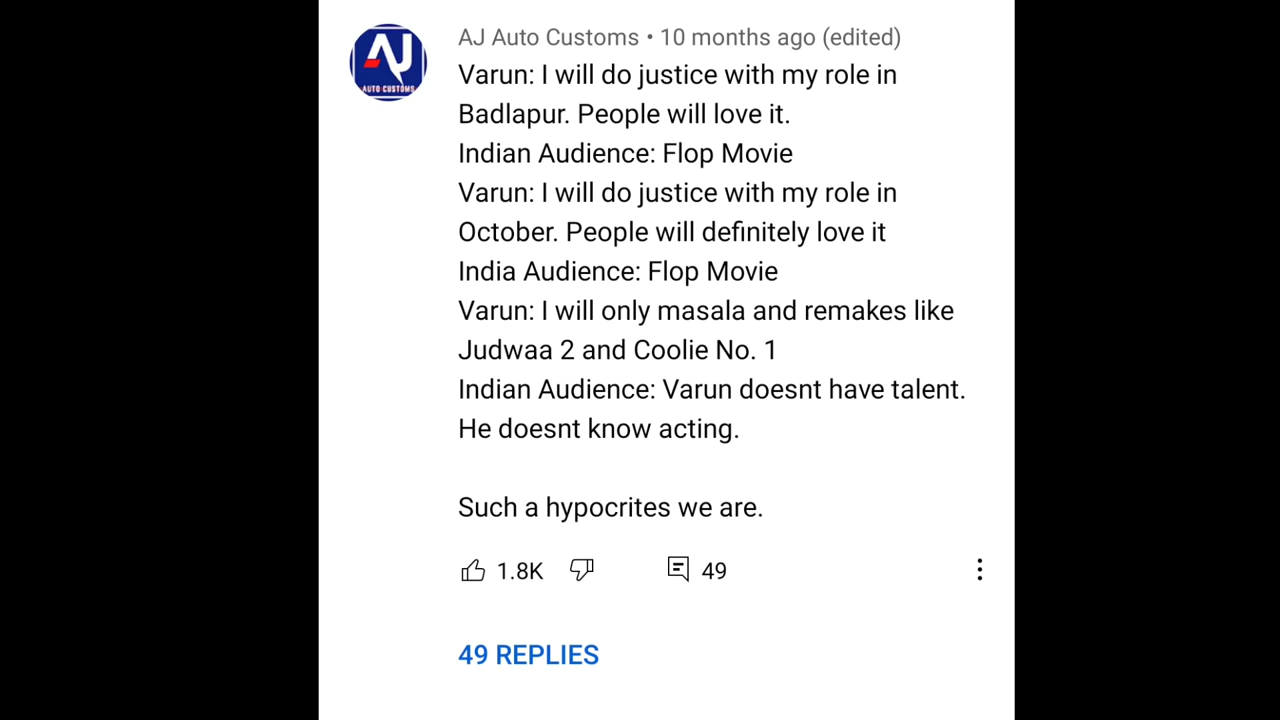 AJ
AUTO CUSTOMS
AJ Auto Customs • 10 months ago (edited)
Varun: I will do justice with my role in
Badlapur. People will love it.
Indian Audience: Flop Movie
Varun: I will do justice with my role in
October. People will definitely love it
India Audience: Flop Movie
Varun: I will only masala and remakes like
Judwaa 2 and Coolie No. 1
Indian Audience: Varun doesnt have talent.
He doesnt know acting.
Such a hypocrites we are.
1.8K 49
49 REPLIES